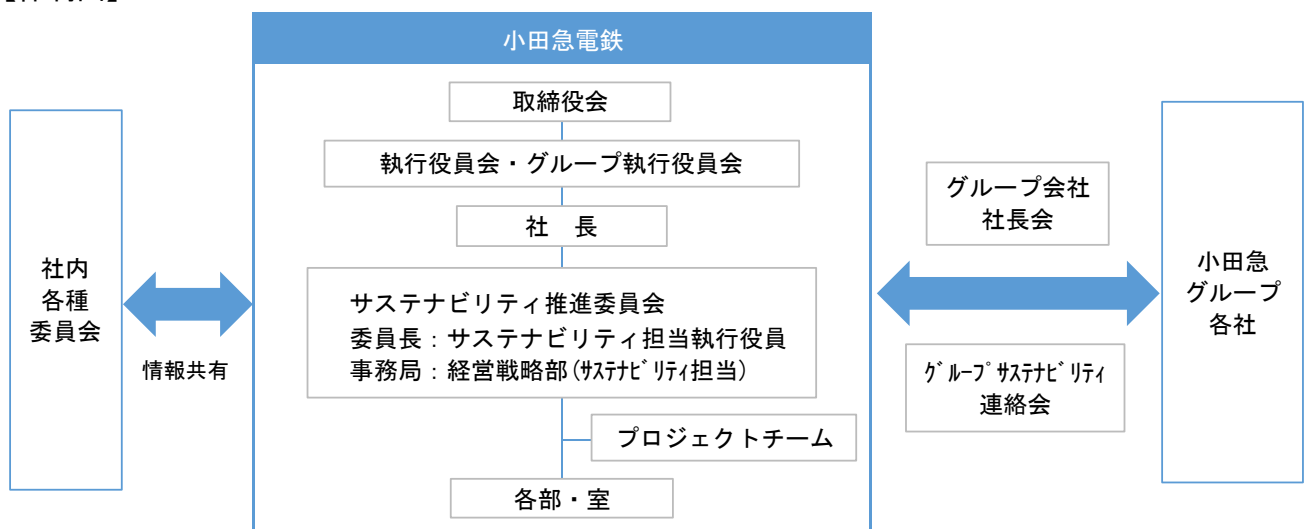 小田急電鉄
取締役会
執行役員会・グループ執行役員会
社　長
サステナビリティ推進委員会
委員長：サステナビリティ担当執行役員
事務局：経営戦略部(ｻｽﾃﾅﾋﾞﾘﾃｨ担当)
プロジェクトチーム
各部・室
社内
各種
委員会
情報共有
グループ会社
社長会
ｸﾞﾙｰﾌﾟｻｽﾃﾅﾋﾞﾘﾃｨ
連絡会
小田急
グループ
各社